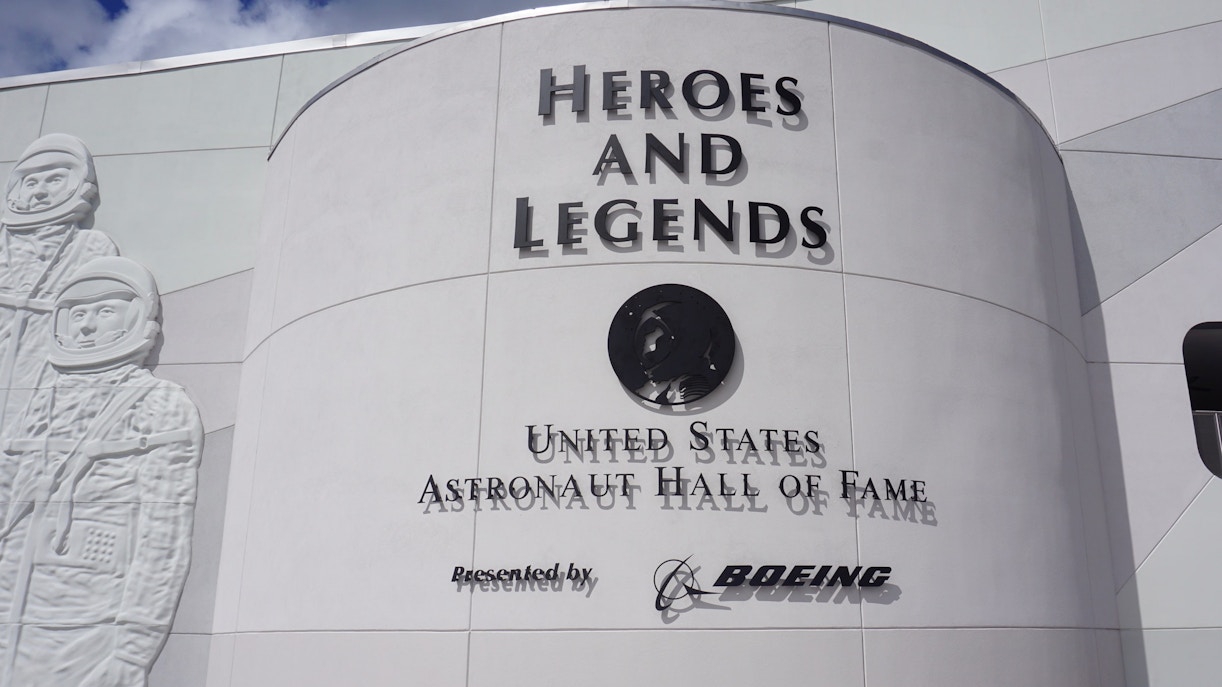 HEROES
AND
LEGENDS
UNITED STATES
ASTRONAUT HALL OF FAME
Presented by BOEING